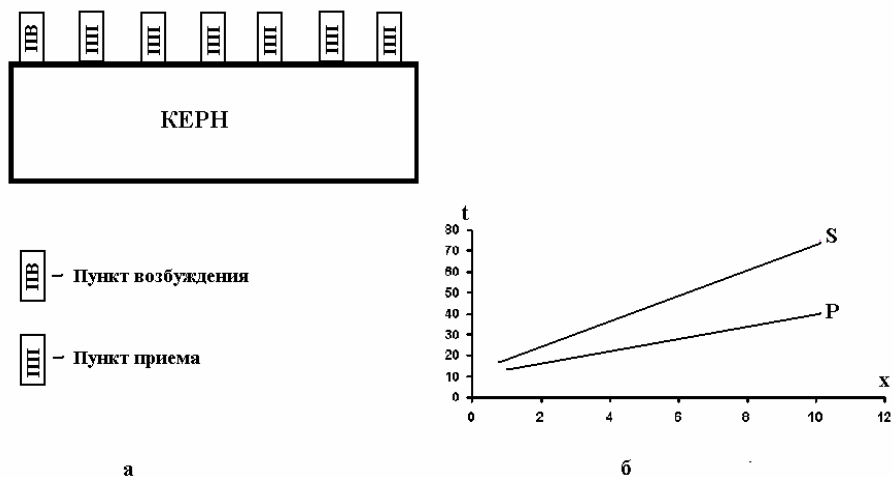 ПВ ПП ПП ПП ПП ПП ПП
КЕРН
ПВ – Пункт возбуждения
ПП – Пункт приема
а
t
80
70
60
50
40
30
20
10
0
S
P
x
0 2 4 6 8 10 12
б